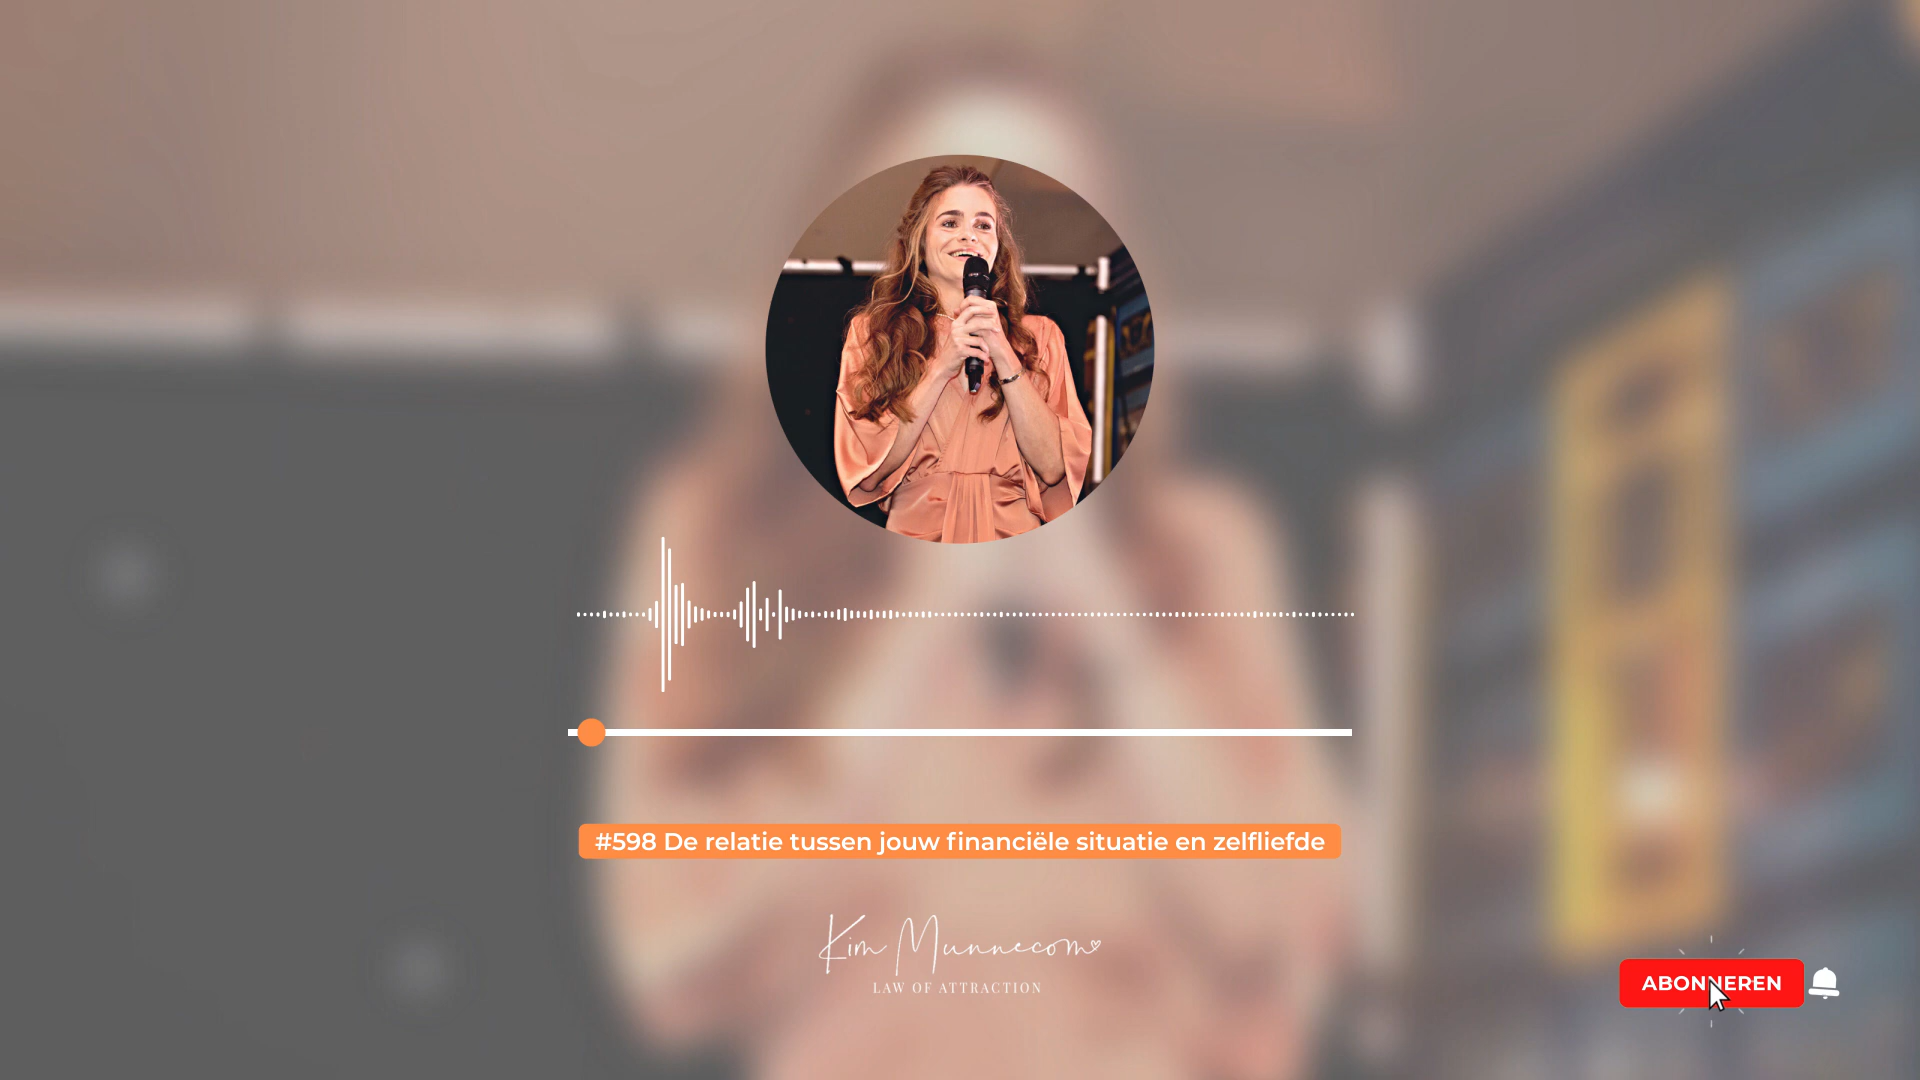 #598 De relatie tussen jouw financiële situatie en zelfliefde
Kim Munnecom
LAW OF ATTRACTION
ABONNEREN